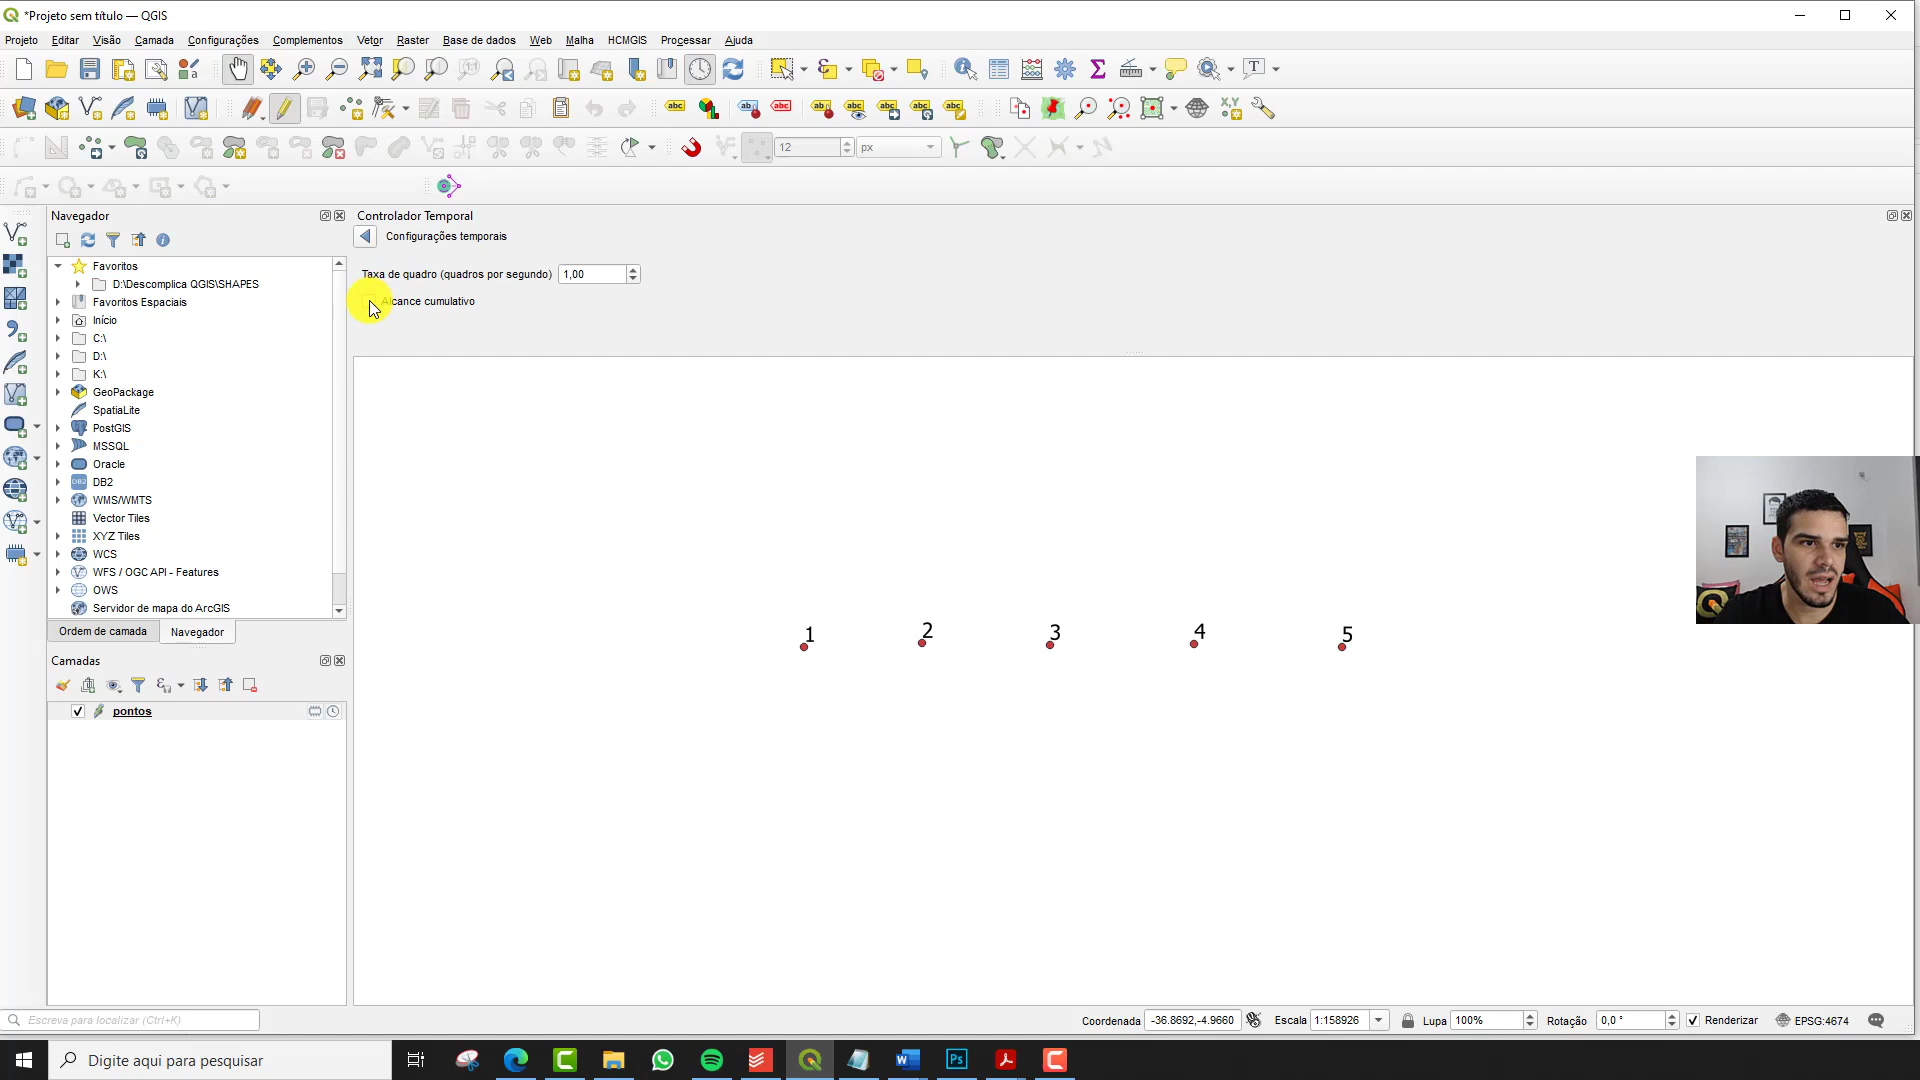 *Projeto sem título — QGIS
Projeto Editar Visão Camada Configurações Complementos Vetor Raster Base de dados Web Malha HCMGIS Processar Ajuda
12 px
Navegador
Favoritos
D:\Descomplica QGIS\SHAPES
Favoritos Espaciais
Início
C:\
D:\
K:\
GeoPackage
SpatiaLite
PostGIS
MSSQL
Oracle
DB2
WMS/WMTS
Vector Tiles
XYZ Tiles
WCS
WFS / OGC API - Features
OWS
Servidor de mapa do ArcGIS
Ordem de camada Navegador
Camadas
pontos
Controlador Temporal
Configurações temporais
Taxa de quadro (quadros por segundo) 1,00
Alcance cumulativo
1 2 3 4 5
Escreva para localizar (Ctrl+K)
Coordenada -36.8692,-4.9660 Escala 1:158926 Lupa 100% Rotação 0,0 ° Renderizar EPSG:4674
Digite aqui para pesquisar